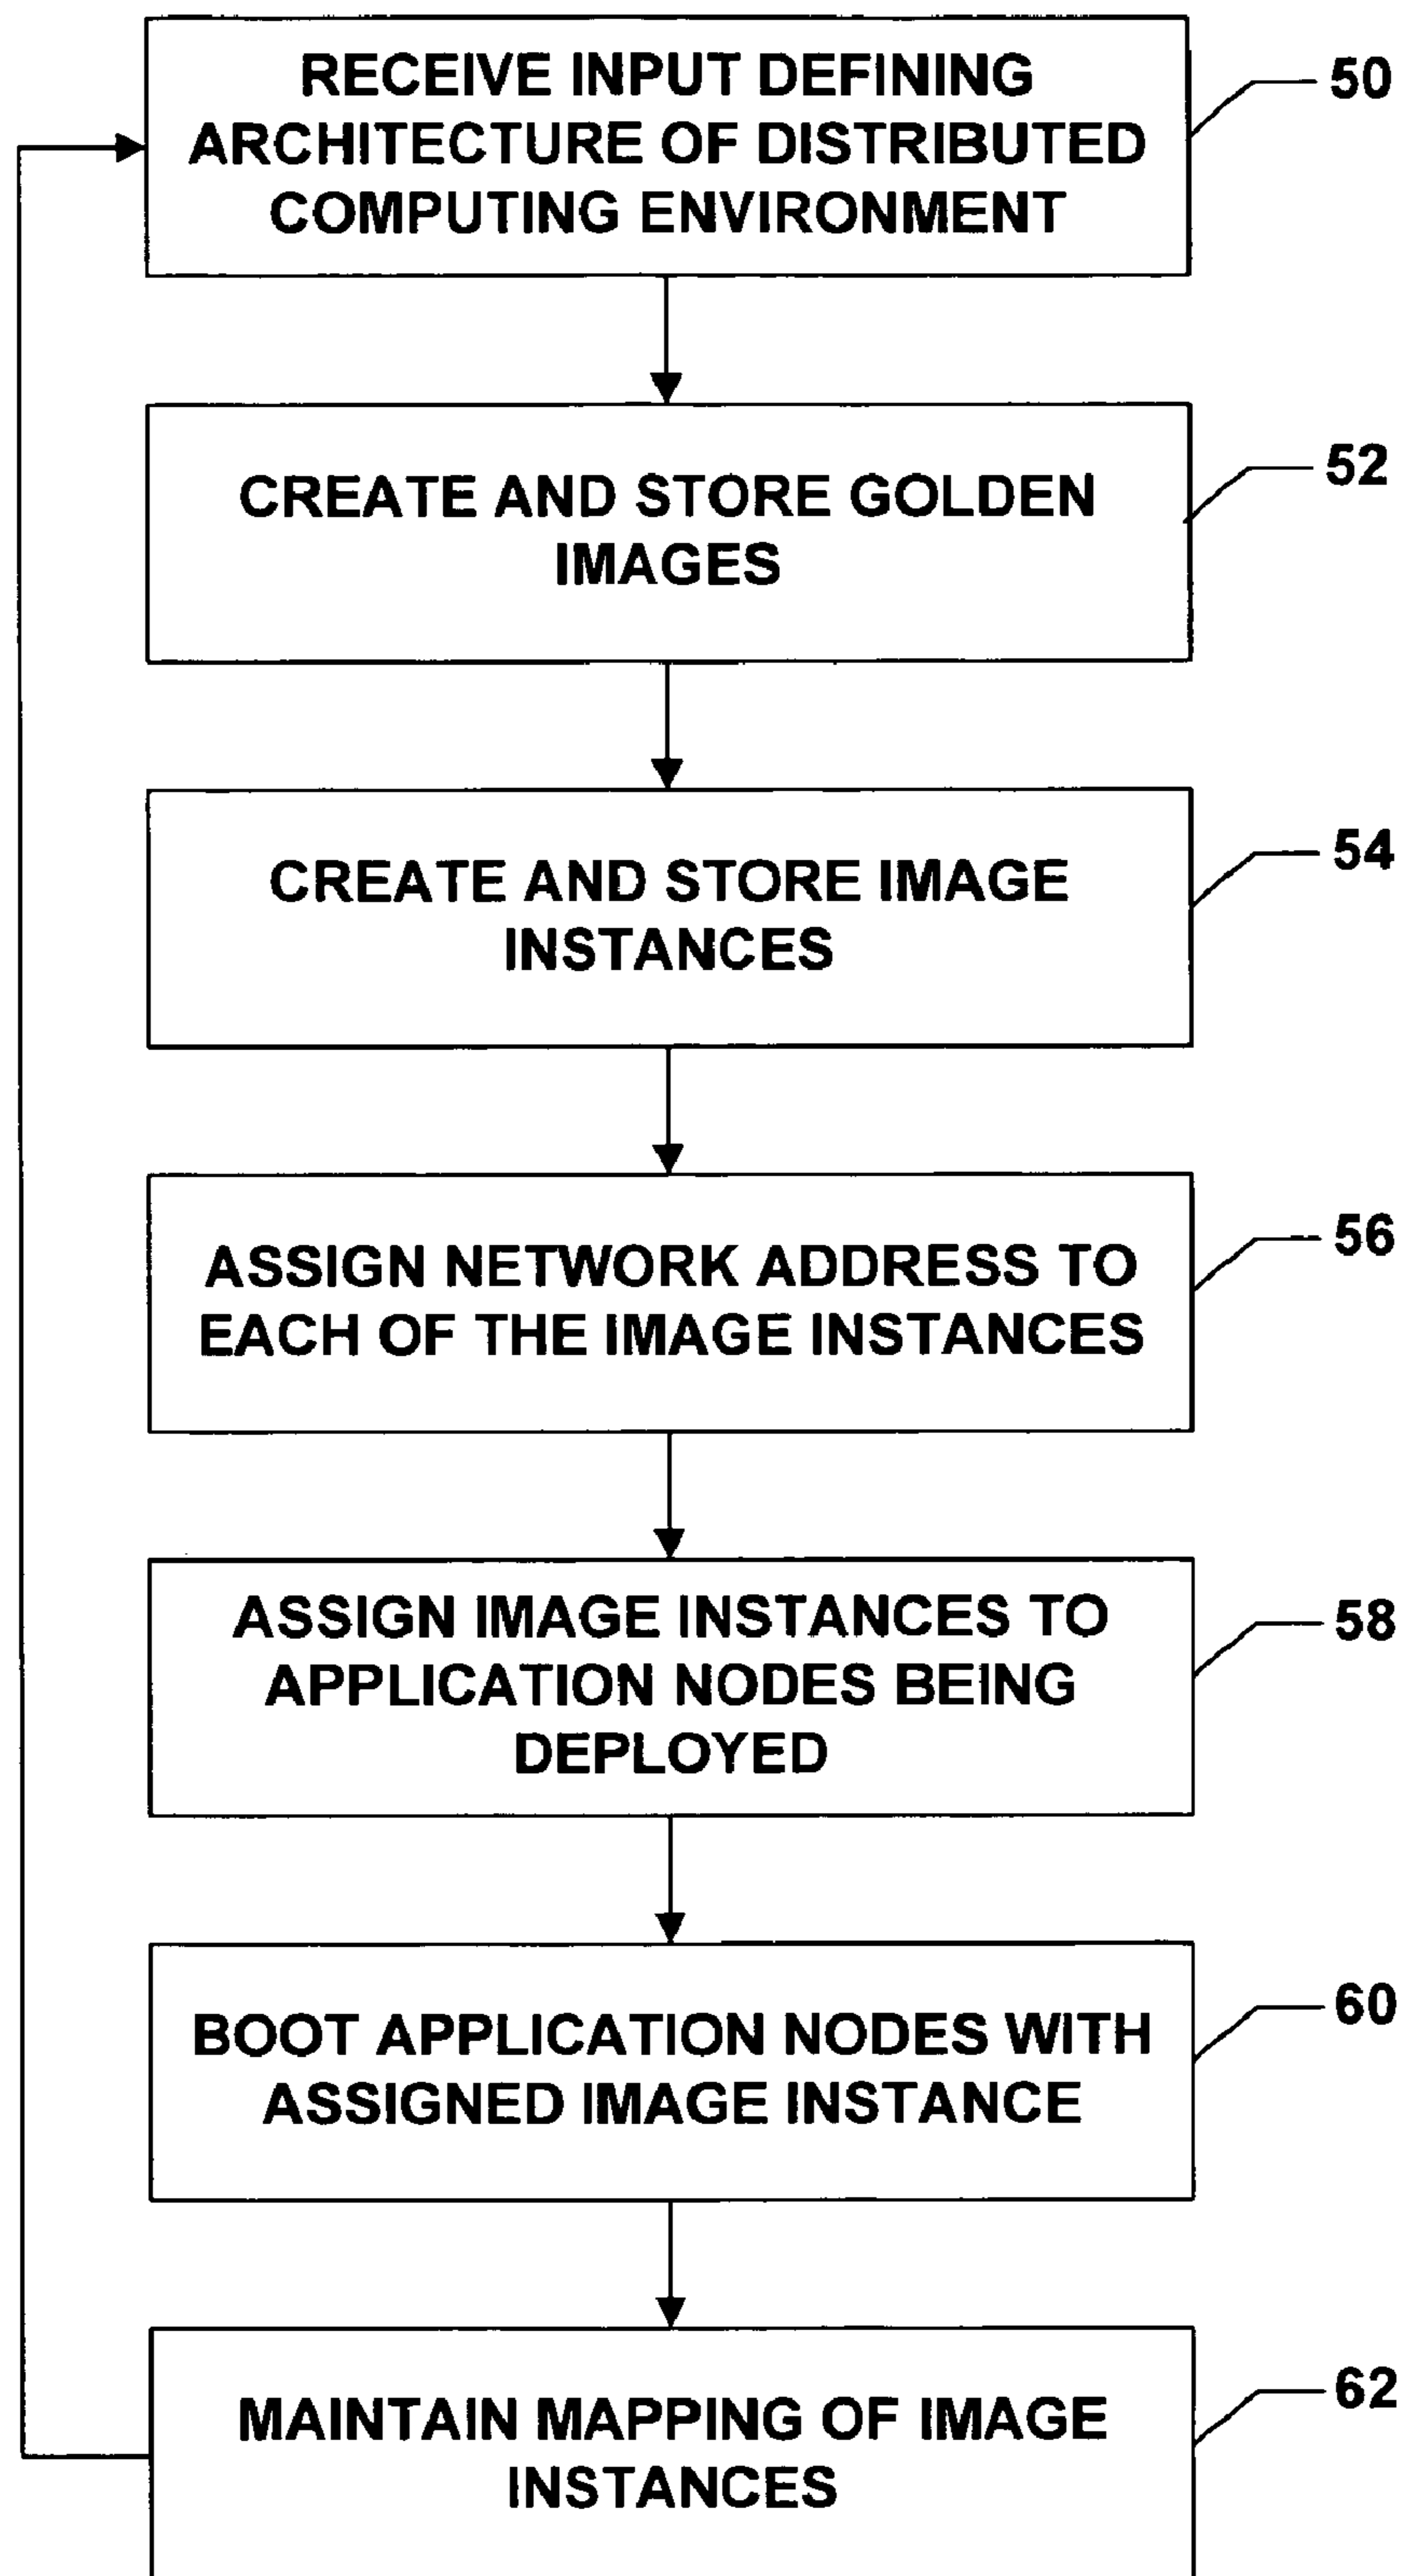 RECEIVE INPUT DEFINING
ARCHITECTURE OF DISTRIBUTED
COMPUTING ENVIRONMENT
50
CREATE AND STORE GOLDEN
IMAGES
52
CREATE AND STORE IMAGE
INSTANCES
54
ASSIGN NETWORK ADDRESS TO
EACH OF THE IMAGE INSTANCES
56
ASSIGN IMAGE INSTANCES TO
APPLICATION NODES BEING
DEPLOYED
58
BOOT APPLICATION NODES WITH
ASSIGNED IMAGE INSTANCE
60
MAINTAIN MAPPING OF IMAGE
INSTANCES
62